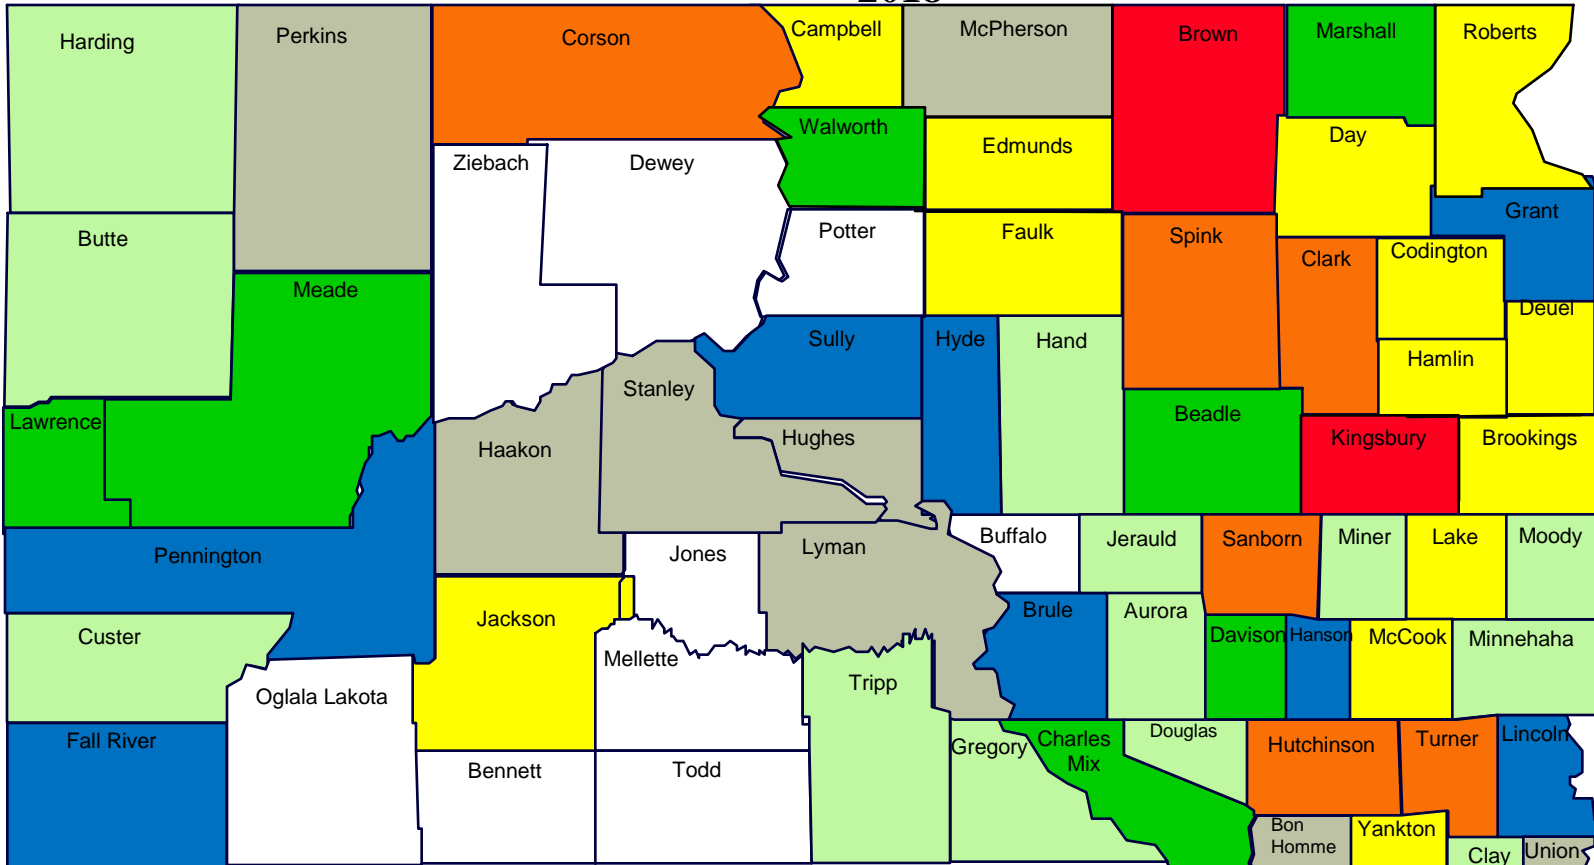 Harding
Perkins
Corson
Campbell
McPherson
Brown
Marshall
Roberts
Walworth
Edmunds
Day
Ziebach
Dewey
Grant
Butte
Potter
Faulk
Spink
Clark
Codington
Meade
Deuel
Sully
Hyde
Hand
Hamlin
Stanley
Lawrence
Haakon
Hughes
Beadle
Kingsbury
Brookings
Pennington
Jones
Lyman
Buffalo
Jerauld
Sanborn
Miner
Lake
Moody
Custer
Jackson
Brule
Aurora
Davison
Hanson
McCook
Minnehaha
Mellette
Oglala Lakota
Tripp
Fall River
Gregory
Charles
Mix
Douglas
Hutchinson
Turner
Lincoln
Bennett
Todd
Bon
Homme
Yankton
Clay
Union